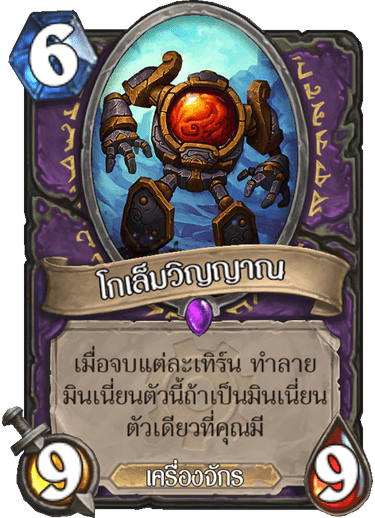 6
โกเล็มวิญญาณ
เมื่อจบแต่ละเทิร์น ทำลาย
มินเนี่ยนตัวนี้ถ้าเป็นมินเนี่ยน
ตัวเดียวที่คุณมี
9
เครื่องจักร
9